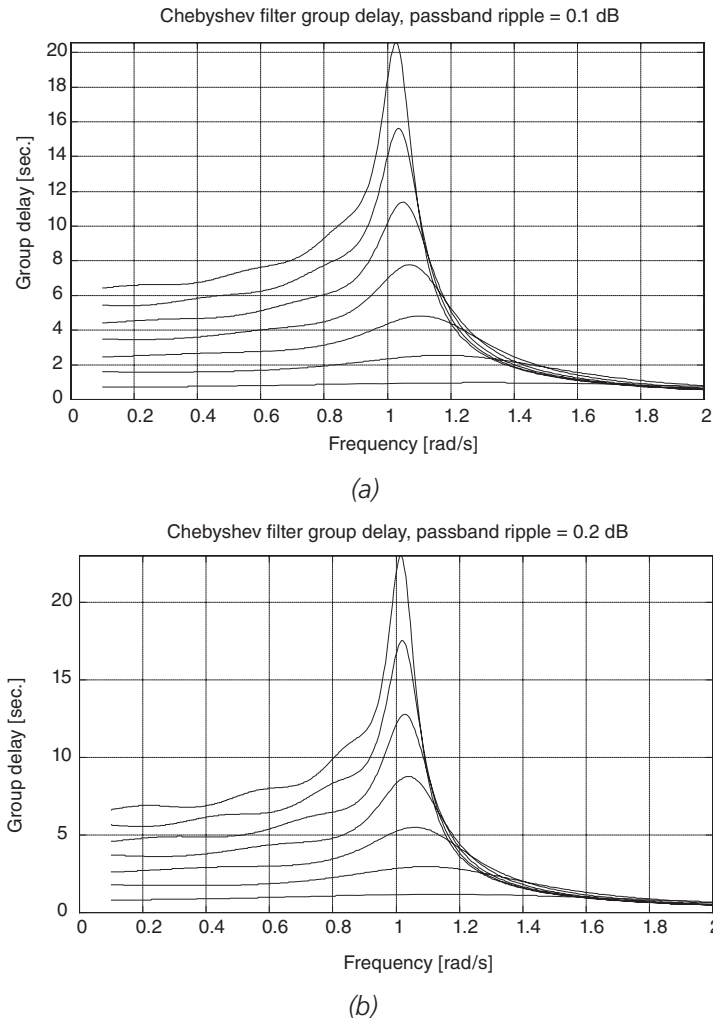 Chebyshev filter group delay, passband ripple = 0.1 dB
20
18
16
14
12
10
8
6
4
2
0
Group delay [sec.]
0 0.2 0.4 0.6 0.8 1 1.2 1.4 1.6 1.8 2
Frequency [rad/s]
(a)
Chebyshev filter group delay, passband ripple = 0.2 dB
20
15
10
5
0
Group delay [sec.]
0 0.2 0.4 0.6 0.8 1 1.2 1.4 1.6 1.8 2
Frequency [rad/s]
(b)